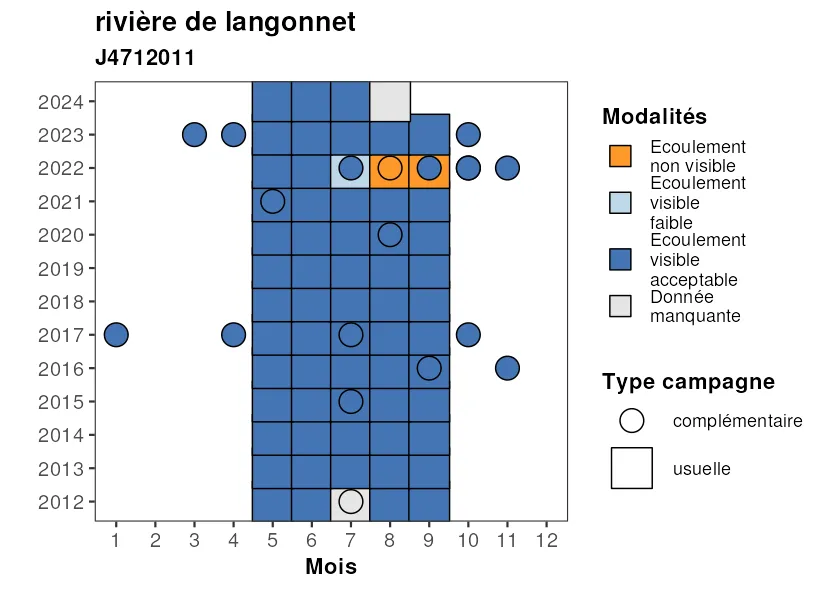 rivière de langonnet
J4712011
2024
2023
2022
2021
2020
2019
2018
2017
2016
2015
2014
2013
2012
1 2 3 4 5 6 7 8 9 10 11 12
Mois
Modalités
Ecoulement
non visible
Ecoulement
visible
faible
Ecoulement
visible
acceptable
Donnée
manquante
Type campagne
complémentaire
usuelle